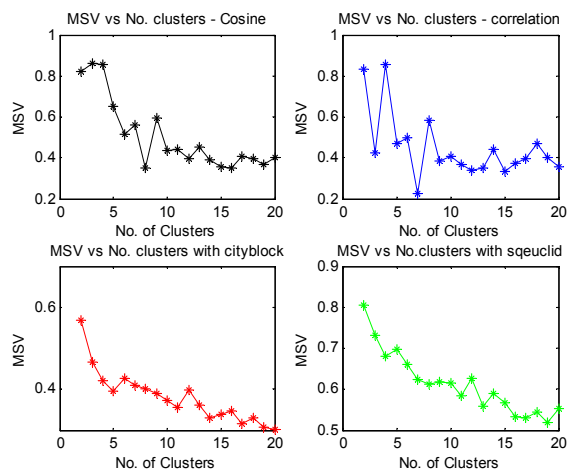 MSV vs No. clusters - Cosine
MSV vs No. clusters - correlation
1
0.8
0.6
0.4
0.2
MSV
0 5 10 15 20
No. of Clusters
1
0.8
0.6
0.4
0.2
MSV
0 5 10 15 20
No. of Clusters
MSV vs No. clusters with cityblock
MSV vs No.clusters with sqeuclid
0.6
0.4
MSV
0 5 10 15 20
No. of Clusters
0.9
0.8
0.7
0.6
0.5
MSV
0 5 10 15 20
No. of Clusters